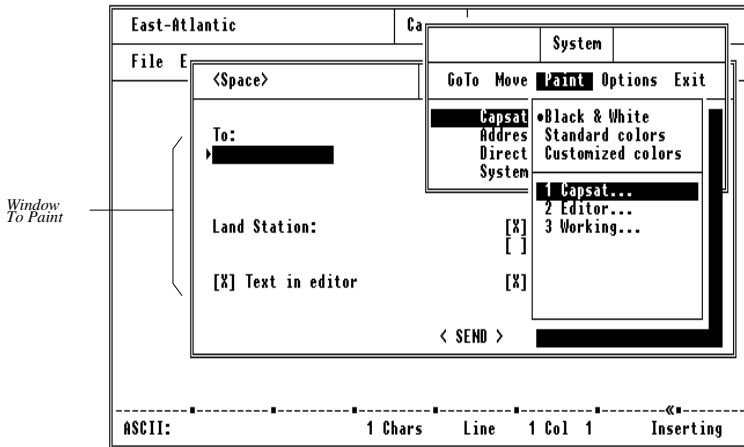 East-Atlantic Ca
System
File E
<Space>
GoTo Move Paint Options Exit
Capsat
Addres
Direct
System
•Black & White
Standard colors
Customized colors
To:
1 Capsat...
2 Editor...
3 Working...
Window
To Paint
Land Station: [X]
[ ]
[X] Text in editor [X]
< SEND >
ASCII: 1 Chars Line 1 Col 1 Inserting